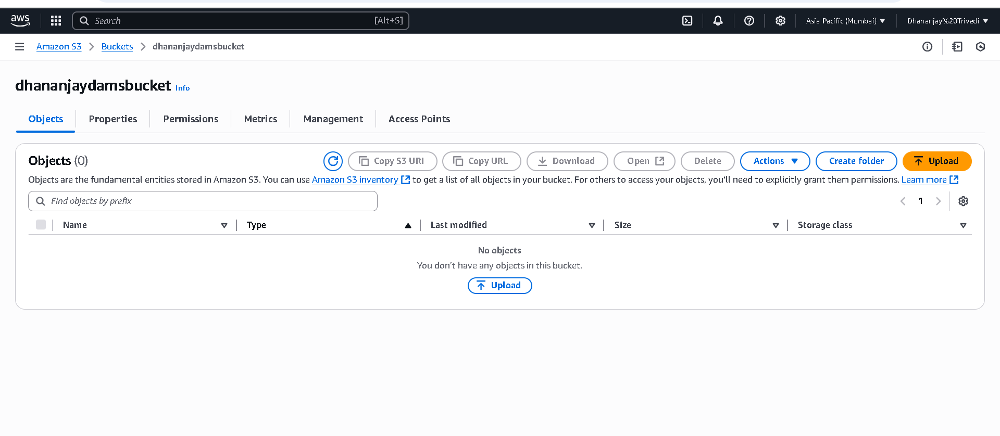 aws Search [Alt+S] Asia Pacific (Mumbai) Dhananjay%20Trivedi
Amazon S3 Buckets dhananjaydamsbucket
dhananjaydamsbucket Info
Objects Properties Permissions Metrics Management Access Points
Objects (0) Copy S3 URI Copy URL Download Open Delete Actions Create folder Upload
Objects are the fundamental entities stored in Amazon S3. You can use Amazon S3 inventory to get a list of all objects in your bucket. For others to access your objects, you’ll need to explicitly grant them permissions. Learn more
Find objects by prefix 1
Name Type Last modified Size Storage class
No objects
You don’t have any objects in this bucket.
Upload